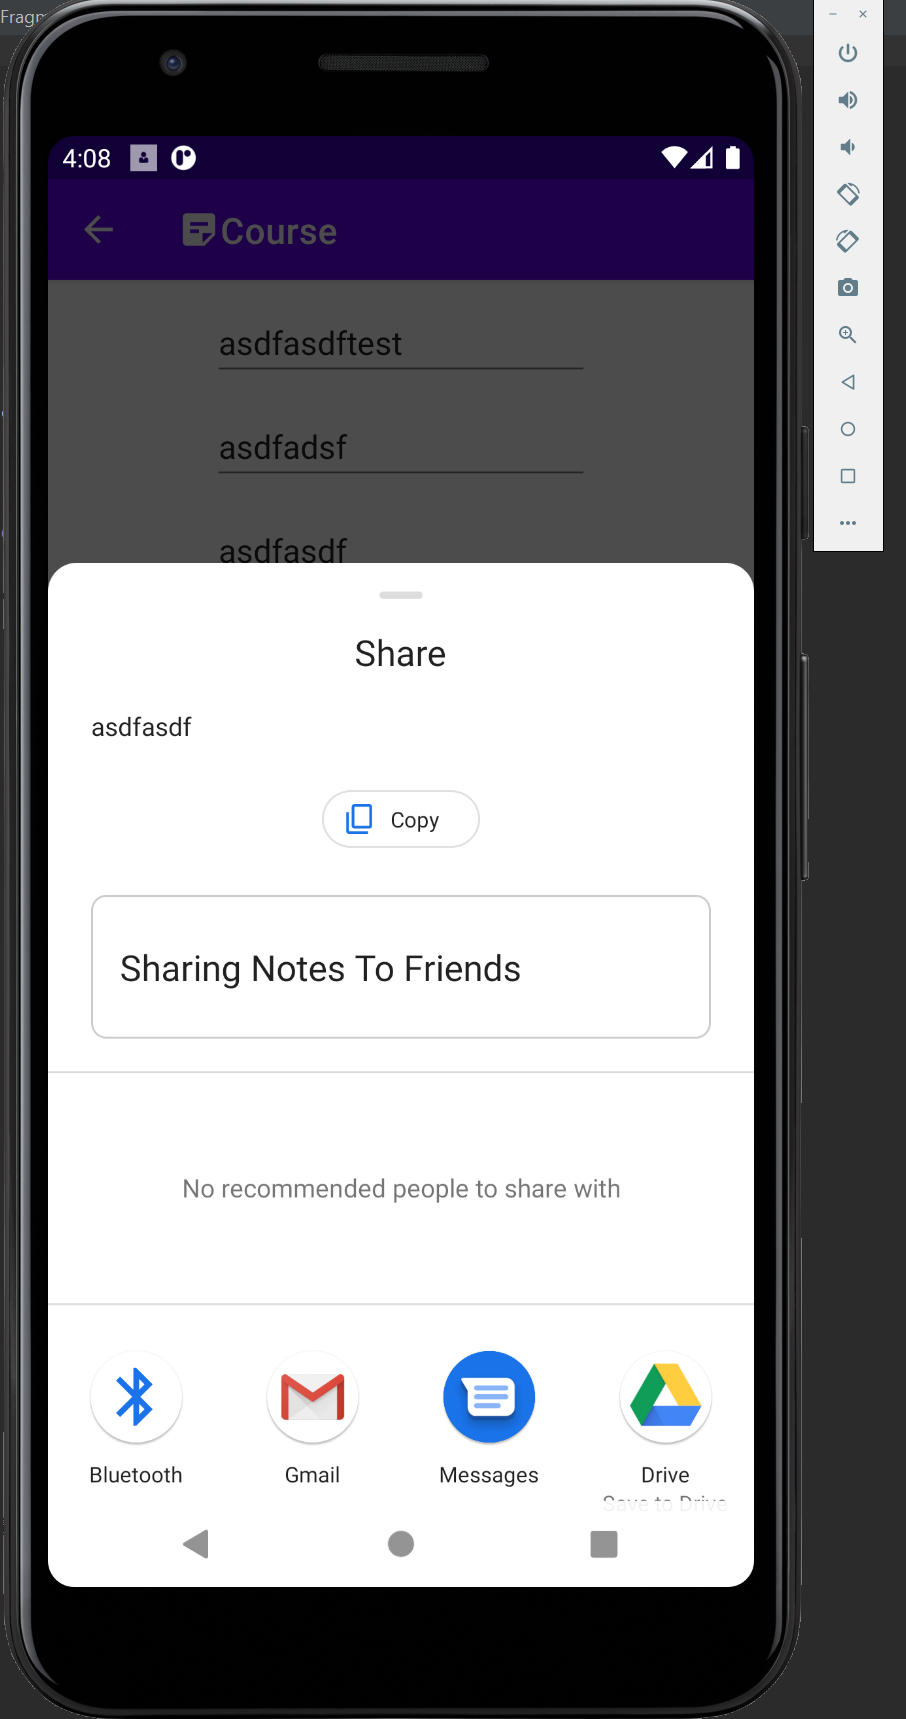 Fragm
4:08
Course
asdfasdftest
asdfadsf
asdfasdf
Share
asdfasdf
Copy
Sharing Notes To Friends
No recommended people to share with
Bluetooth
Gmail
Messages
Drive
Save to Drive